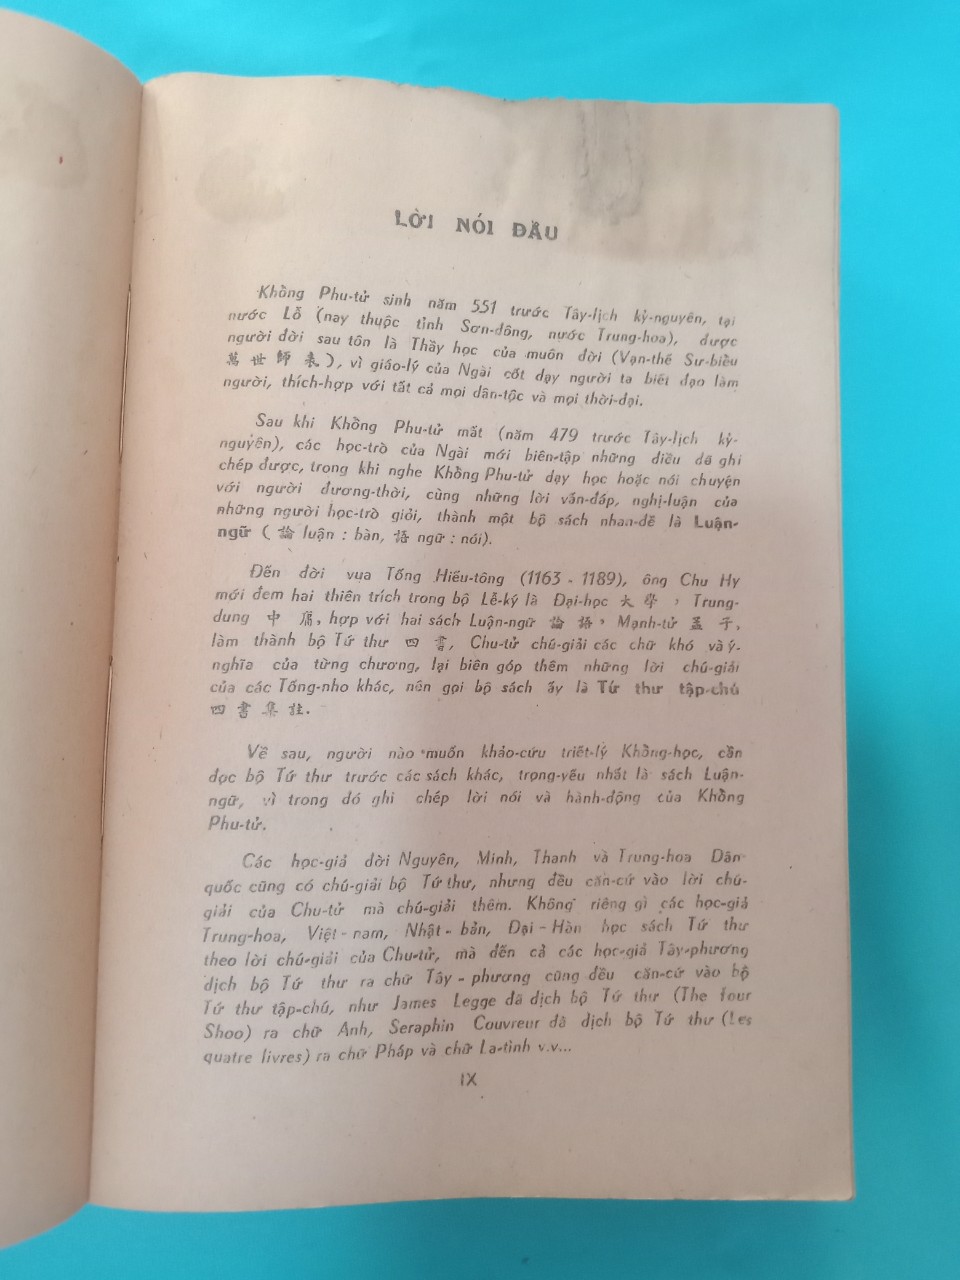 LỜI NÓI ĐẦU
Khổng Phu-tử sinh năm 551 trước Tây-lịch kỷ-nguyên, tại
nước Lỗ (nay thuộc tỉnh Sơn-đông, nước Trung-hoa), được
người đời sau tôn là Thầy học của muôn đời (Vạn-thế Sư-biểu
萬世師表), vì giáo-lý của Ngài cốt dạy người ta biết đạo làm
người, thích-hợp với tất cả mọi dân-tộc và mọi thời-đại.
Sau khi Khổng Phu-tử mất (năm 479 trước Tây-lịch kỷ-
nguyên), các học-trò của Ngài mới biên-tập những điều đã ghi
chép được, trong khi nghe Khổng Phu-tử dạy học hoặc nói chuyện
với người đương-thời, cùng những lời vấn-đáp, nghị-luận của
những người học-trò giỏi, thành một bộ sách nhan-đề là Luận-
ngữ (論 luận : bàn, 語 ngữ : nói).
Đến đời vua Tống Hiếu-tông (1163 - 1189), ông Chu Hy
mới đem hai thiên trích trong bộ Lễ-ký là Đại-học 大學, Trung-
dung 中庸, hợp với hai sách Luận-ngữ 論語, Mạnh-tử 孟子,
làm thành bộ Tứ thư 四書, Chu-tử chú-giải các chữ khó và ý-
nghĩa của từng chương, lại biên góp thêm những lời chú-giải
của các Tống-nho khác, nên gọi bộ sách ấy là Tứ thư tập-chú
四書集註.
Về sau, người nào muốn khảo-cứu triết-lý Khổng-học, cần
đọc bộ Tứ thư trước các sách khác, trọng-yếu nhất là sách Luận-
ngữ, vì trong đó ghi chép lời nói và hành-động của Khổng
Phu-tử.
Các học-giả đời Nguyên, Minh, Thanh và Trung-hoa Dân-
quốc cũng có chú-giải bộ Tứ thư, nhưng đều căn-cứ vào lời chú-
giải của Chu-tử mà chú-giải thêm. Không riêng gì các học-giả
Trung-hoa, Việt-nam, Nhật-bản, Đại-Hàn học sách Tứ thư
theo lời chú-giải của Chu-tử, mà đến cả các học-giả Tây-phương
dịch bộ Tứ thư ra chữ Tây-phương cũng đều căn-cứ vào bộ
Tứ thư tập-chú, như James Legge đã dịch bộ Tứ thư (The four
Shoo) ra chữ Anh, Seraphin Couvreur đã dịch bộ Tứ thư (Les
quatre livres) ra chữ Pháp và chữ La-tinh v.v...
IX